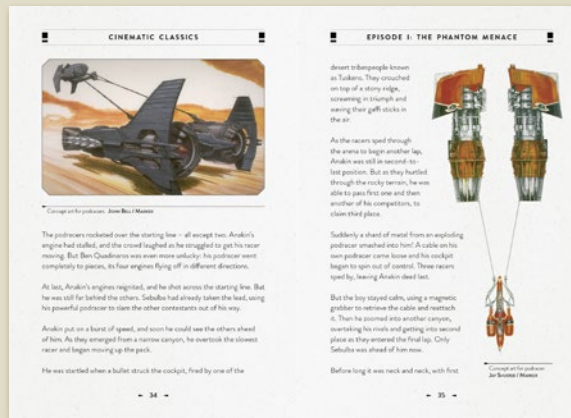 CINEMATIC CLASSICS
Concept art for podracers. JOHN BELL / MARKER
The podracers rocketed over the starting line – all except two. Anakin's
engine had stalled, and the crowd laughed as he struggled to get his racer
moving. But Ben Quadinaros was even more unlucky: his podracer went
completely to pieces, its four engines flying off in different directions.
At last, Anakin's engines reignited, and he shot across the starting line. But
he was still far behind the others. Sebulba had already taken the lead, using
his powerful podracer to slam the other contestants out of his way.
Anakin put on a burst of speed, and soon he could see the others ahead
of him. As they emerged from a narrow canyon, he overtook the slowest
racer and began moving up the pack.
He was startled when a bullet struck the cockpit, fired by one of the
34
EPISODE I: THE PHANTOM MENACE
desert tribespeople known
as Tuskens. They crouched
on top of a stony ridge,
screaming in triumph and
waving their gaffi sticks in
the air.
As the racers sped through
the arena to begin another lap,
Anakin was still in second-to-
last position. But as they hurtled
through the rocky terrain, he was
able to pass first one and then
another of his competitors, to
claim third place.
Suddenly a shard of metal from an exploding
podracer smashed into him! A cable on his
own podracer came loose and his cockpit
began to spin out of control. Three racers
sped by, leaving Anakin dead last.
But the boy stayed calm, using a magnetic
grabber to retrieve the cable and reattach
it. Then he zoomed into another canyon,
overtaking his rivals and getting into second
place as they entered the final lap. Only
Sebulba was ahead of him now.
Before long it was neck and neck, with first
Concept art for podracer.
JAY SHUSTER / MARKER
35